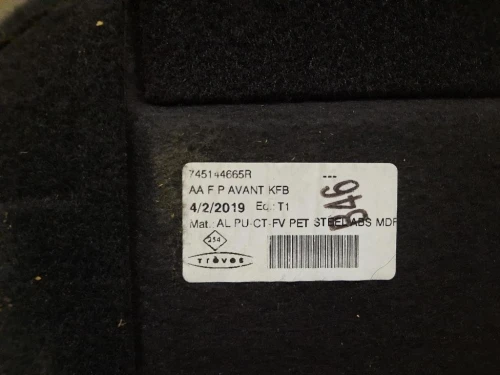 745144665R
---
AA F P AVANT KFB
4/2/2019 Eq.: T1
Mat.: AL PU-CT-FV PET STEEL ABS MDF
B46
254
Trèves